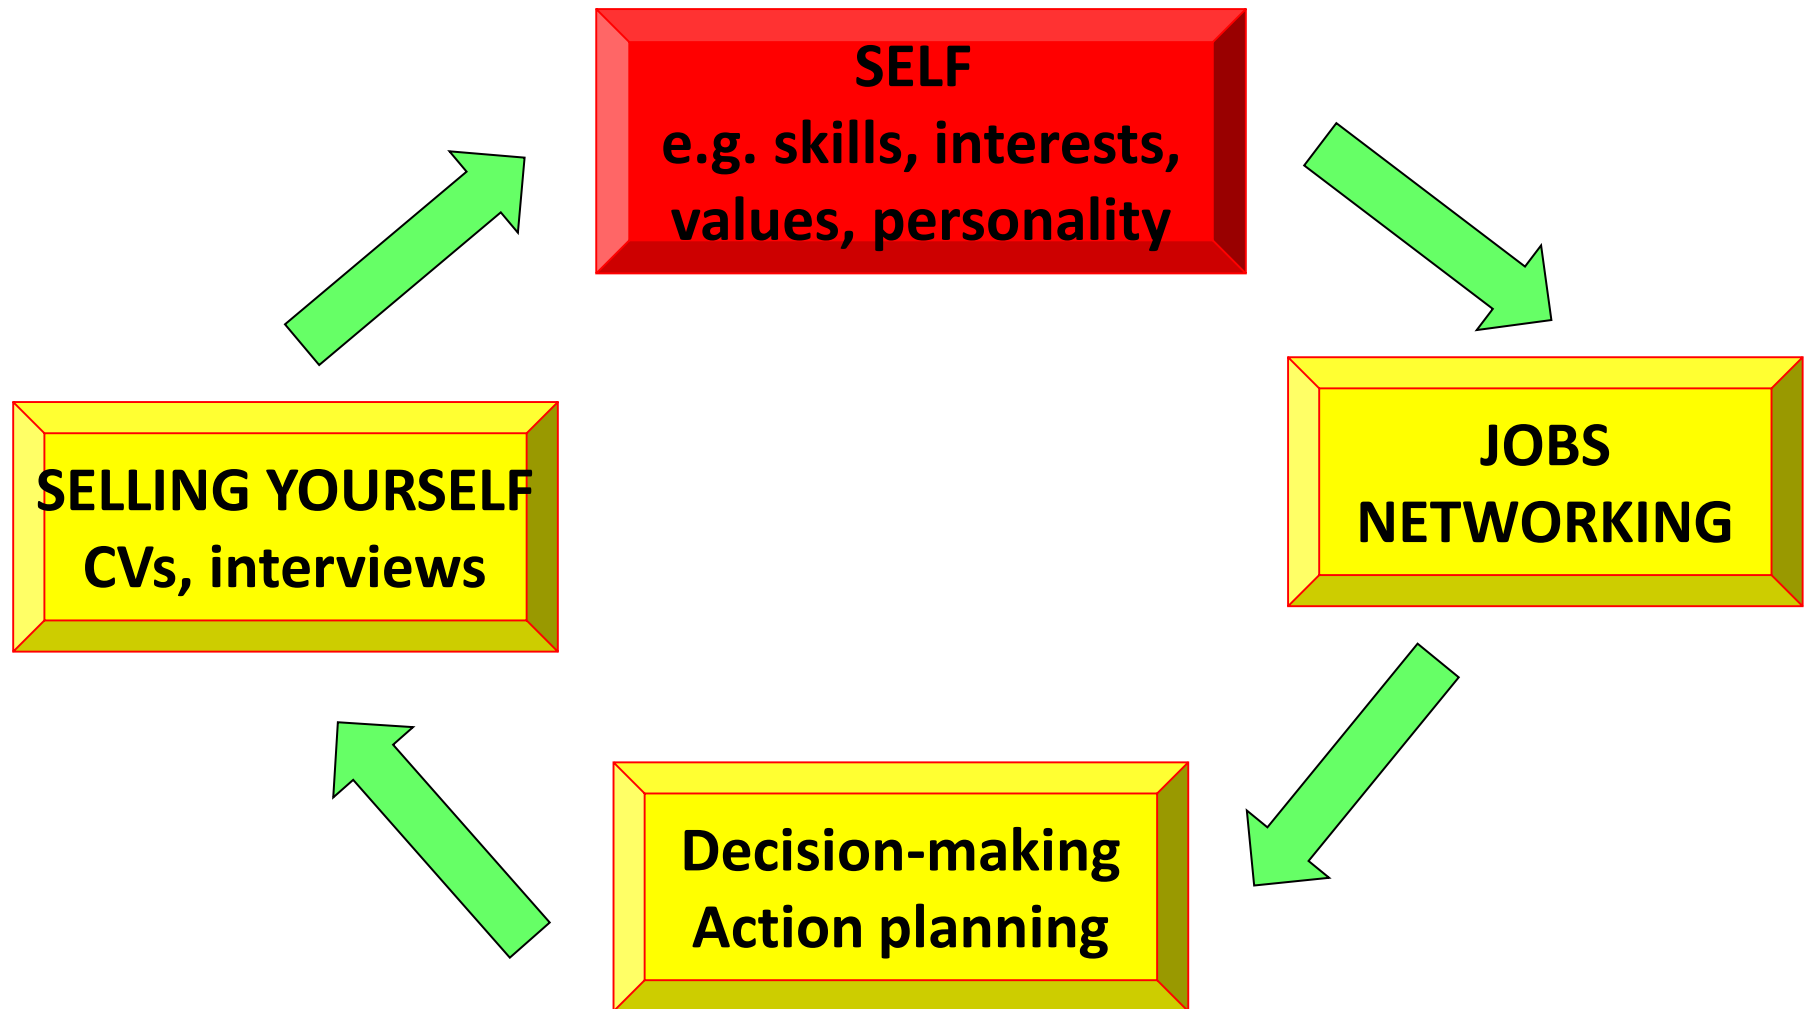 SELF
e.g. skills, interests,
values, personality
JOBS
NETWORKING
SELLING YOURSELF
CVs, interviews
Decision-making
Action planning